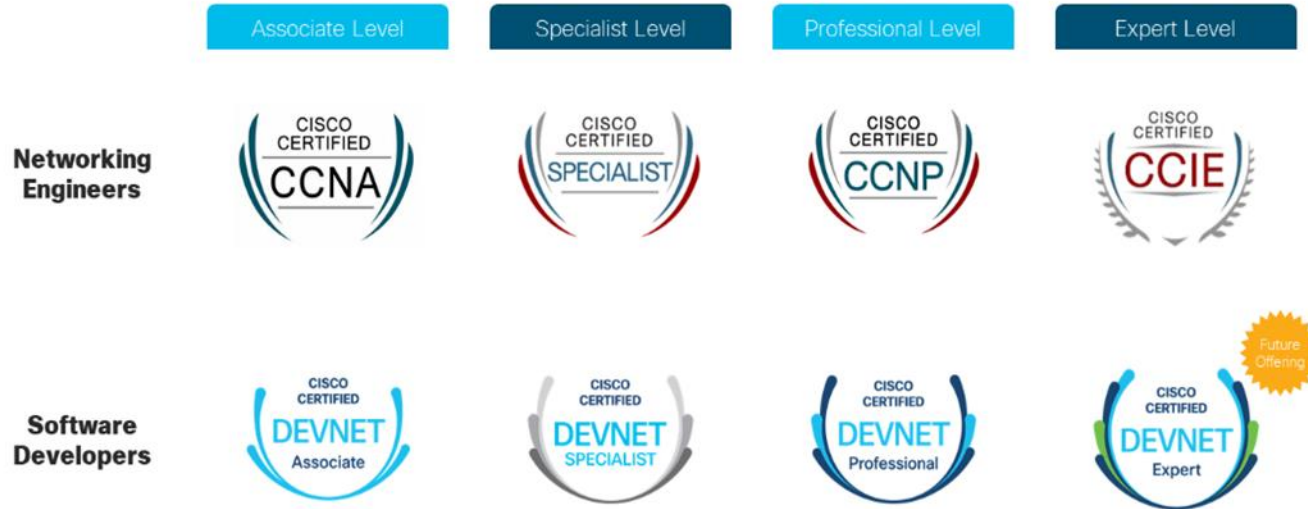 Associate Level
Specialist Level
Professional Level
Expert Level
Networking
Engineers
CISCO
CERTIFIED
CCNA
CISCO
CERTIFIED
SPECIALIST
CISCO
CERTIFIED
CCNP
CISCO
CERTIFIED
CCIE
Future
Offering
Software
Developers
CISCO
CERTIFIED
DEVNET
Associate
CISCO
CERTIFIED
DEVNET
SPECIALIST
CISCO
CERTIFIED
DEVNET
Professional
CISCO
CERTIFIED
DEVNET
Expert